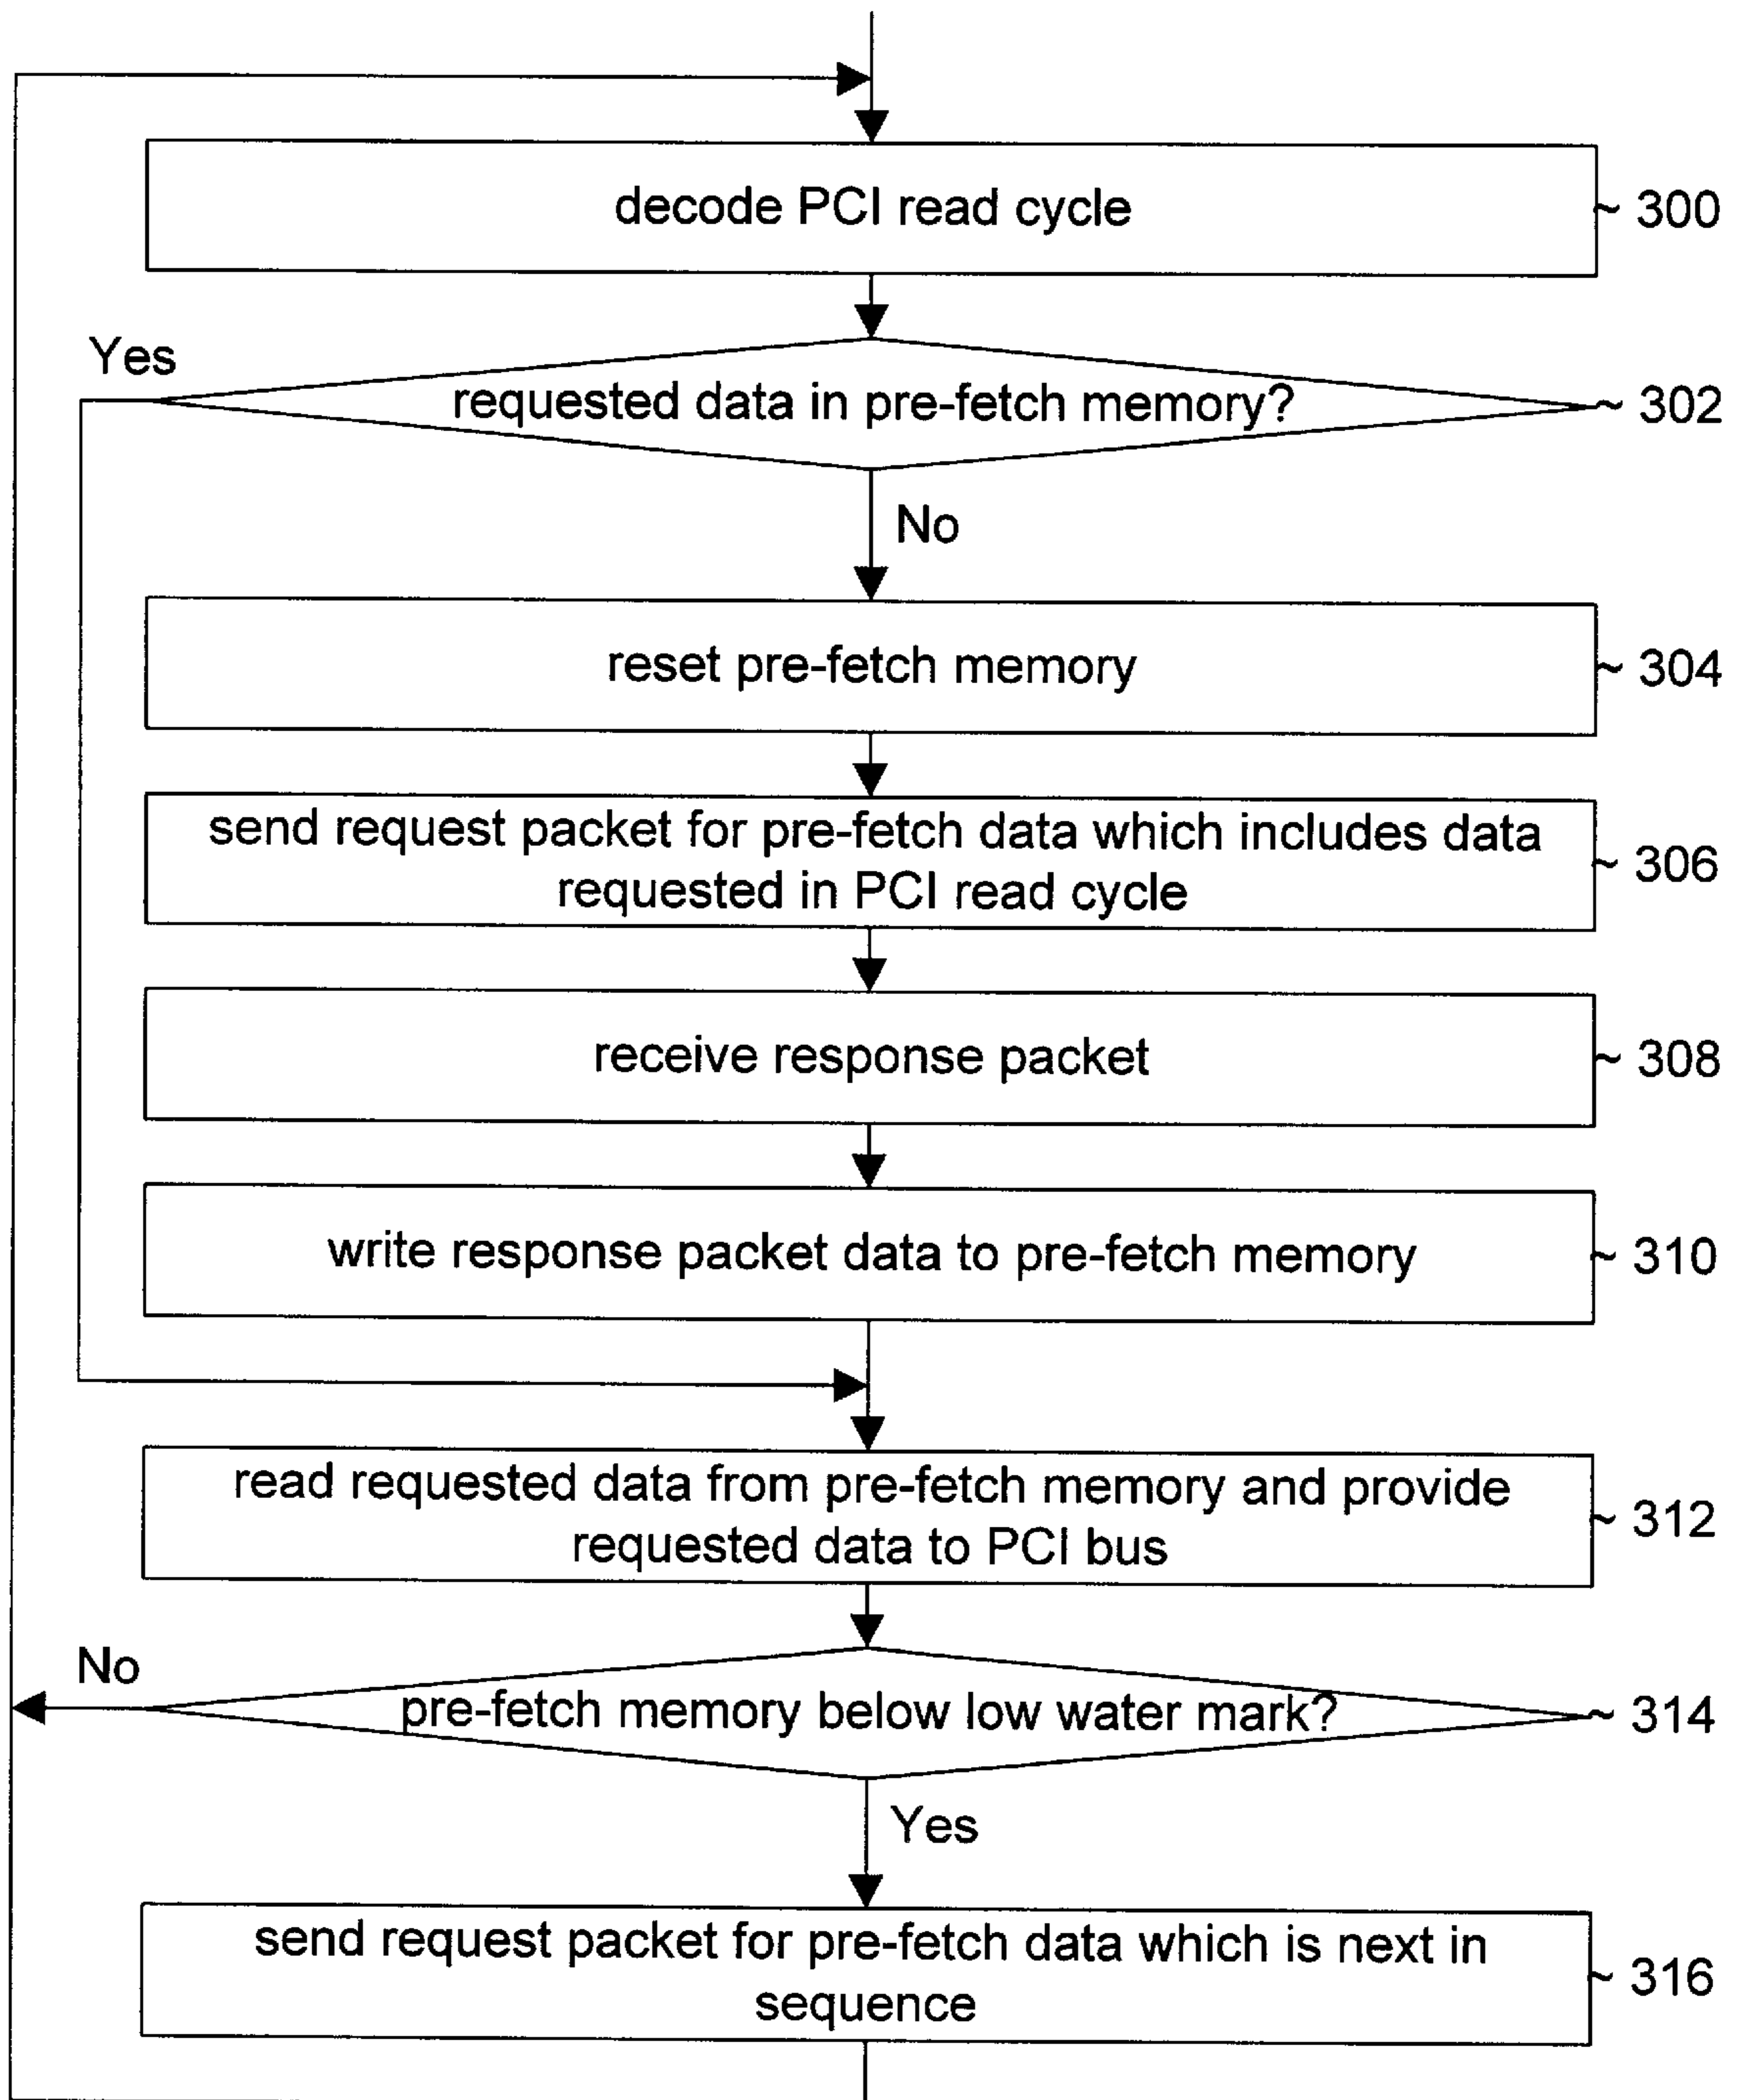 decode PCI read cycle
~ 300
Yes
requested data in pre-fetch memory?
~ 302
No
reset pre-fetch memory
~ 304
send request packet for pre-fetch data which includes data
requested in PCI read cycle
~ 306
receive response packet
~ 308
write response packet data to pre-fetch memory
~ 310
read requested data from pre-fetch memory and provide
requested data to PCI bus
~ 312
No
pre-fetch memory below low water mark?
~ 314
Yes
send request packet for pre-fetch data which is next in
sequence
~ 316